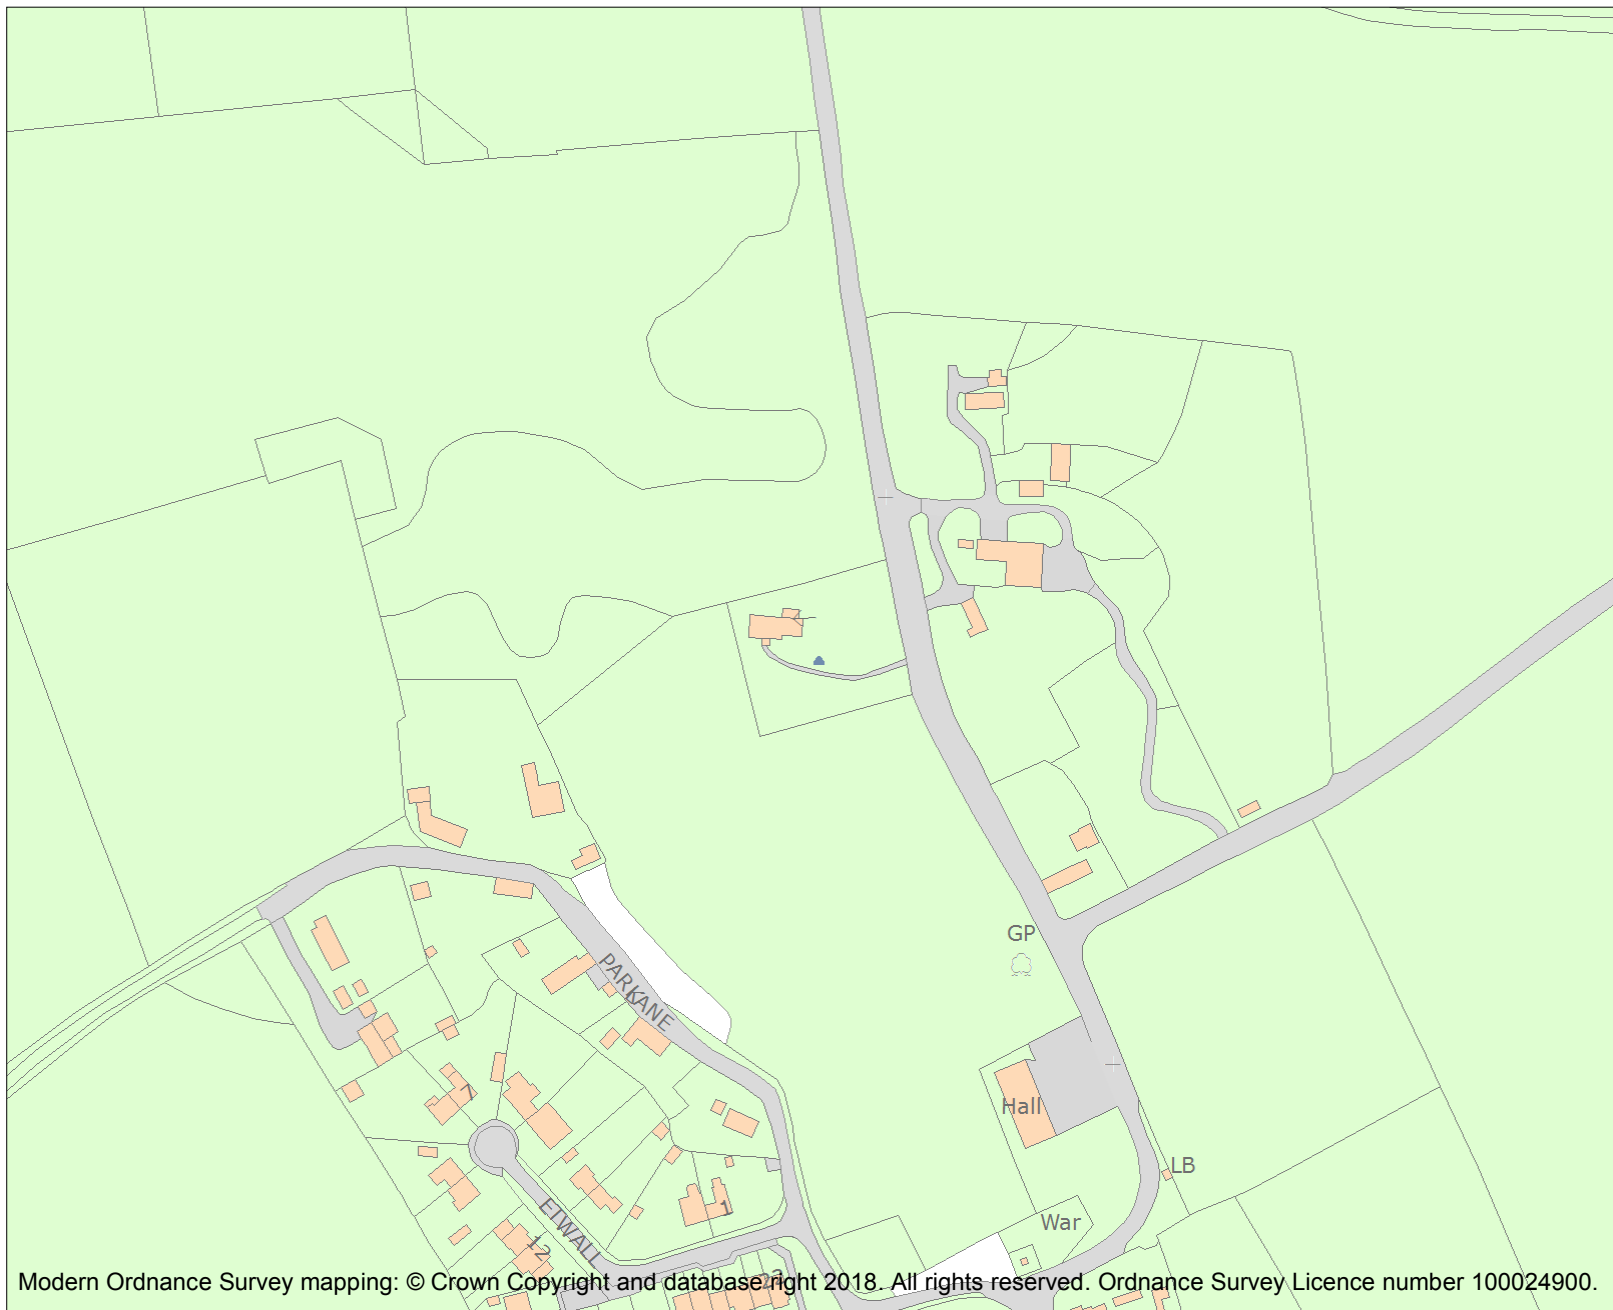 GP
PARK LANE
7
Hall
LB
1
War
ETWALL
12
22
Modern Ordnance Survey mapping: © Crown Copyright and database right 2018. All rights reserved. Ordnance Survey Licence number 100024900.